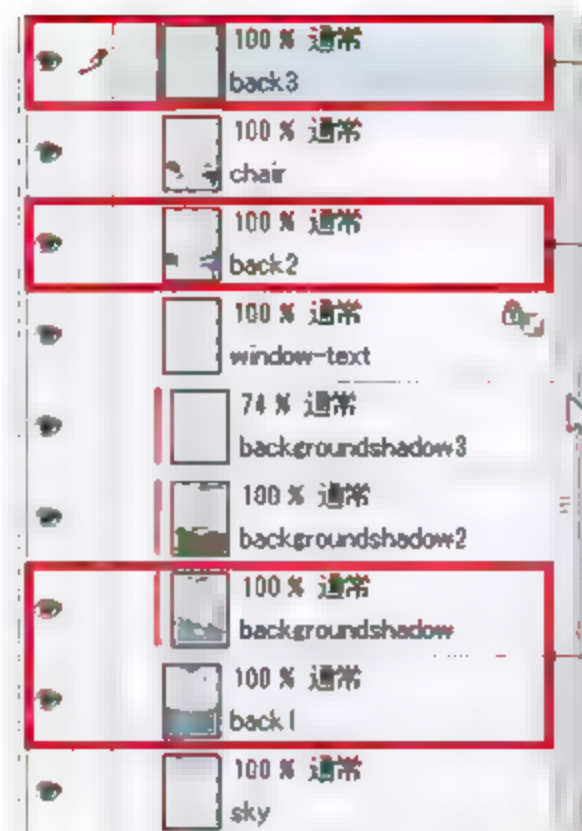 100 % 通常
back3
100 % 通常
chair
100 % 通常
back2
100 % 通常
window-text
74 % 通常
backgroundshadow3
100 % 通常
backgroundshadow2
100 % 通常
backgroundshadow
100 % 通常
back1
100 % 通常
sky